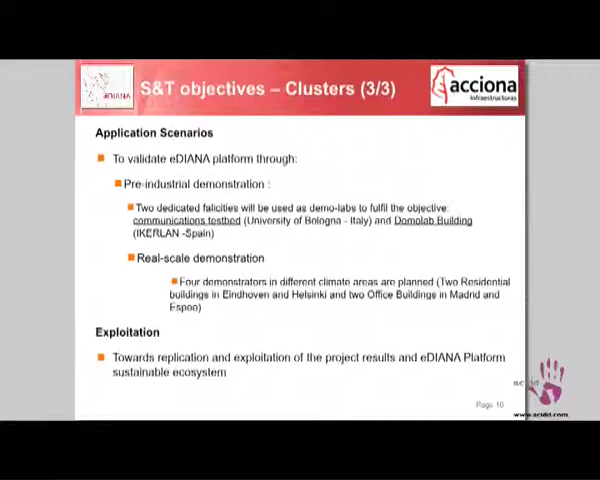 eDIANA
S&T objectives – Clusters (3/3)
acciona
Infraestructuras
Application Scenarios
To validate eDIANA platform through:
Pre-industrial demonstration :
Two dedicated falicities will be used as demo-labs to fulfil the objective:
communications testbed (University of Bologna - Italy) and Domolab Building
(IKERLAN -Spain)
Real-scale demonstration
Four demonstrators in different climate areas are planned (Two Residential
buildings in Eindhoven and Helsinki and two Office Buildings in Madrid and
Espoo)
Exploitation
Towards replication and exploitation of the project results and eDIANA Platform
sustainable ecosystem
acidd
Page 10
www.acidd.com